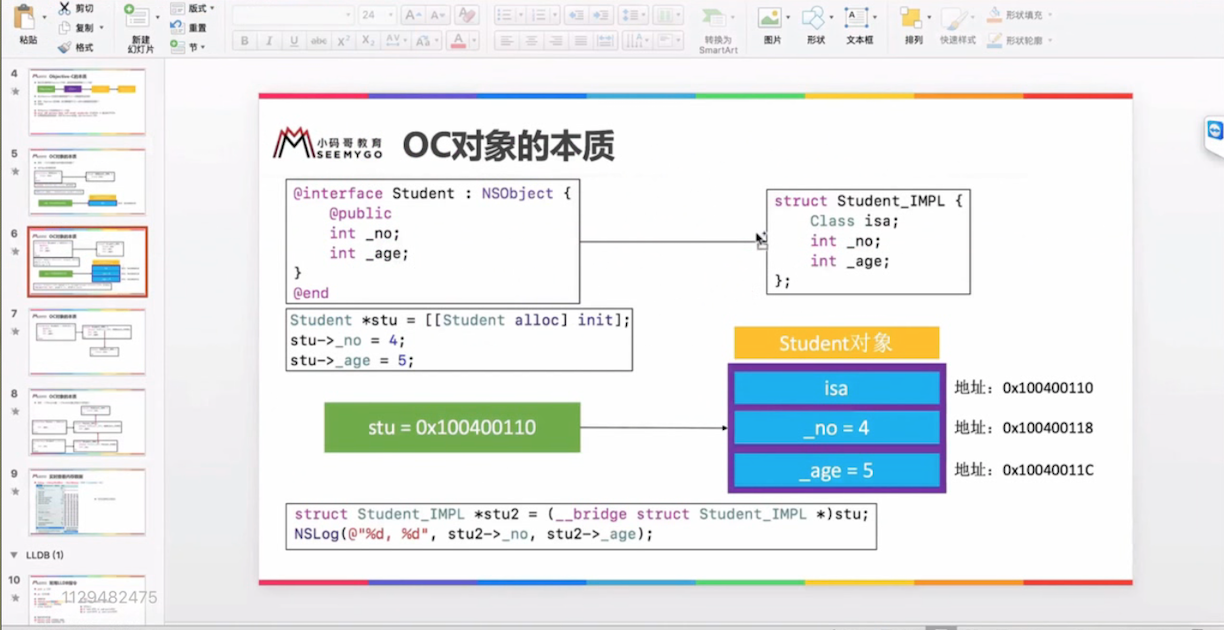 粘贴
剪切
复制
格式
新建
幻灯片
版式
重置
节
24
B I U abc X² X₂ AV Aa A
转换为
SmartArt
图片
形状
文本框
排列
快速样式
形状填充
形状轮廓
4
5
6
7
8
9
LLDB (1)
10
1129482475
小码哥教育
SEEMYGO
OC对象的本质
@interface Student : NSObject {
@public
int _no;
int _age;
}
@end
struct Student_IMPL {
Class isa;
int _no;
int _age;
};
Student *stu = [[Student alloc] init];
stu->_no = 4;
stu->_age = 5;
Student对象
isa
地址：0x100400110
stu = 0x100400110
_no = 4
地址：0x100400118
_age = 5
地址：0x10040011C
struct Student_IMPL *stu2 = (__bridge struct Student_IMPL *)stu;
NSLog(@"%d, %d", stu2->_no, stu2->_age);